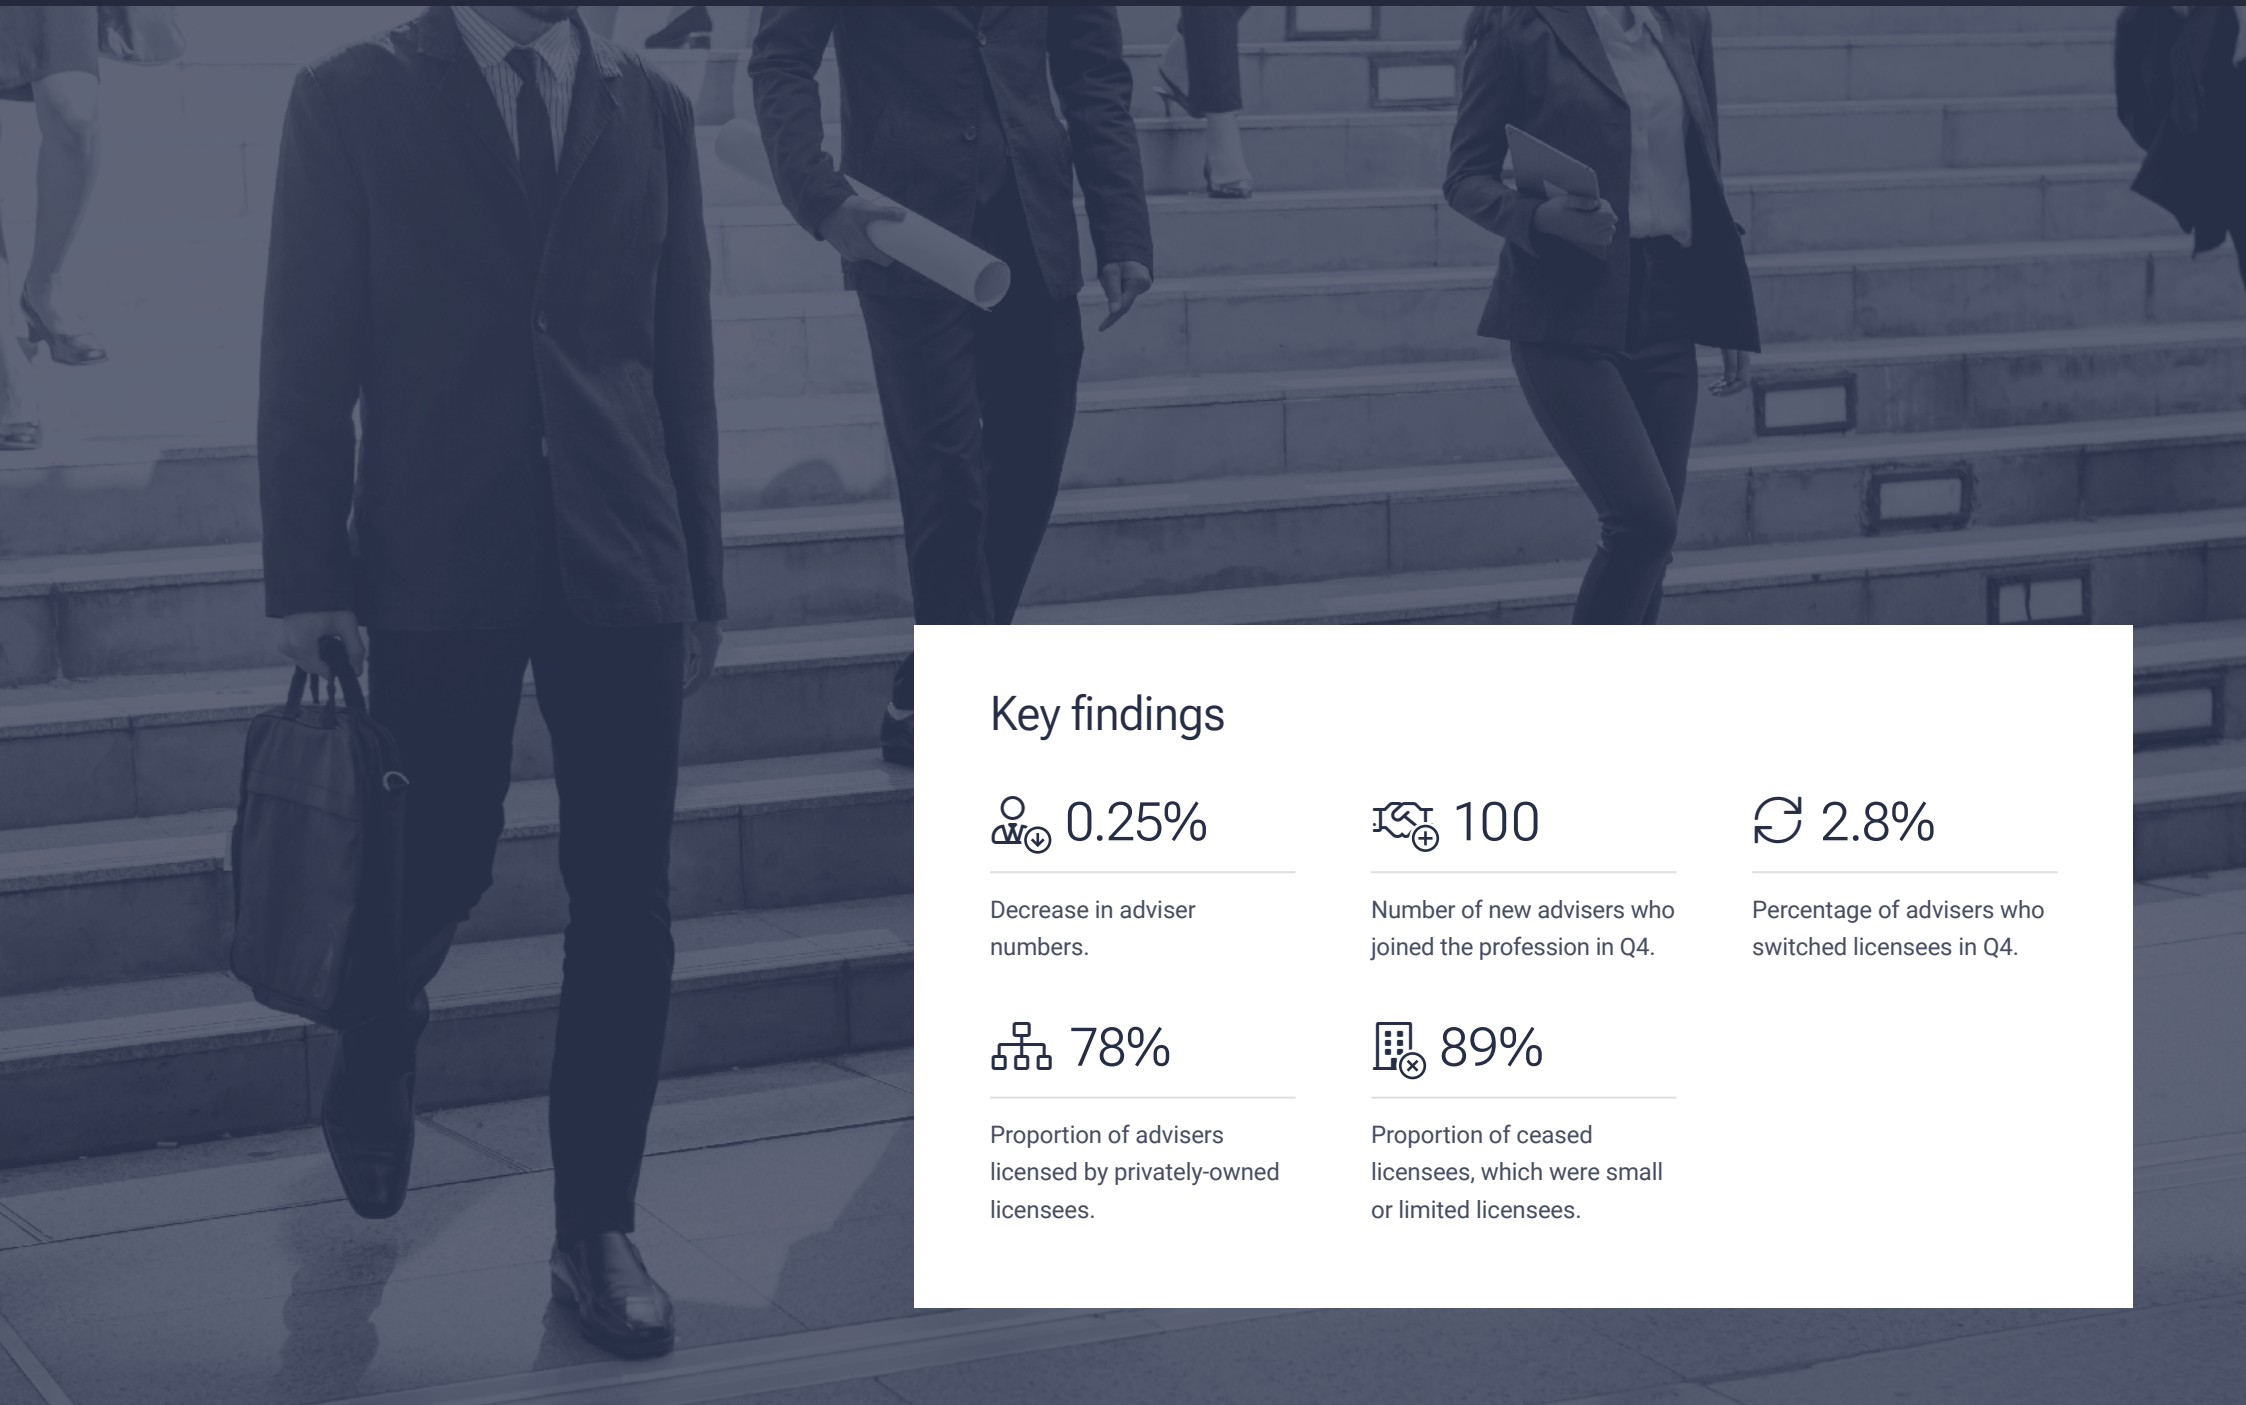 Key findings
0.25%
Decrease in adviser
numbers.
100
Number of new advisers who
joined the profession in Q4.
2.8%
Percentage of advisers who
switched licensees in Q4.
78%
Proportion of advisers
licensed by privately-owned
licensees.
89%
Proportion of ceased
licensees, which were small
or limited licensees.